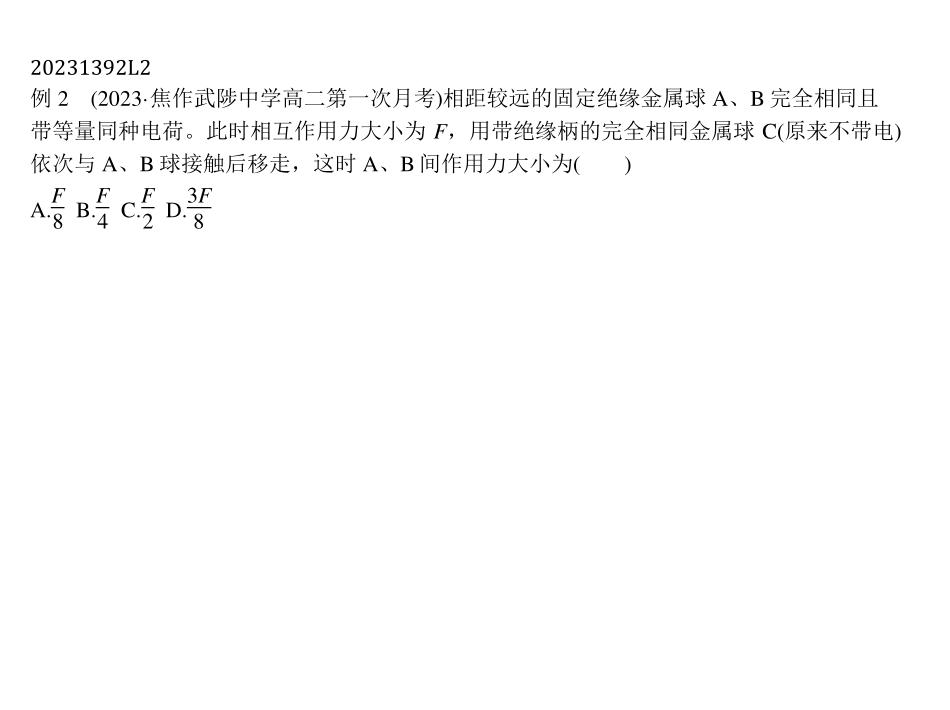 20231392L2
例 2 (2023·焦作武陟中学高二第一次月考)相距较远的固定绝缘金属球 A、B 完全相同且
带等量同种电荷。此时相互作用力大小为 F，用带绝缘柄的完全相同金属球 C(原来不带电)
依次与 A、B 球接触后移走，这时 A、B 间作用力大小为(  )
A.F/8 B.F/4 C.F/2 D.3F/8